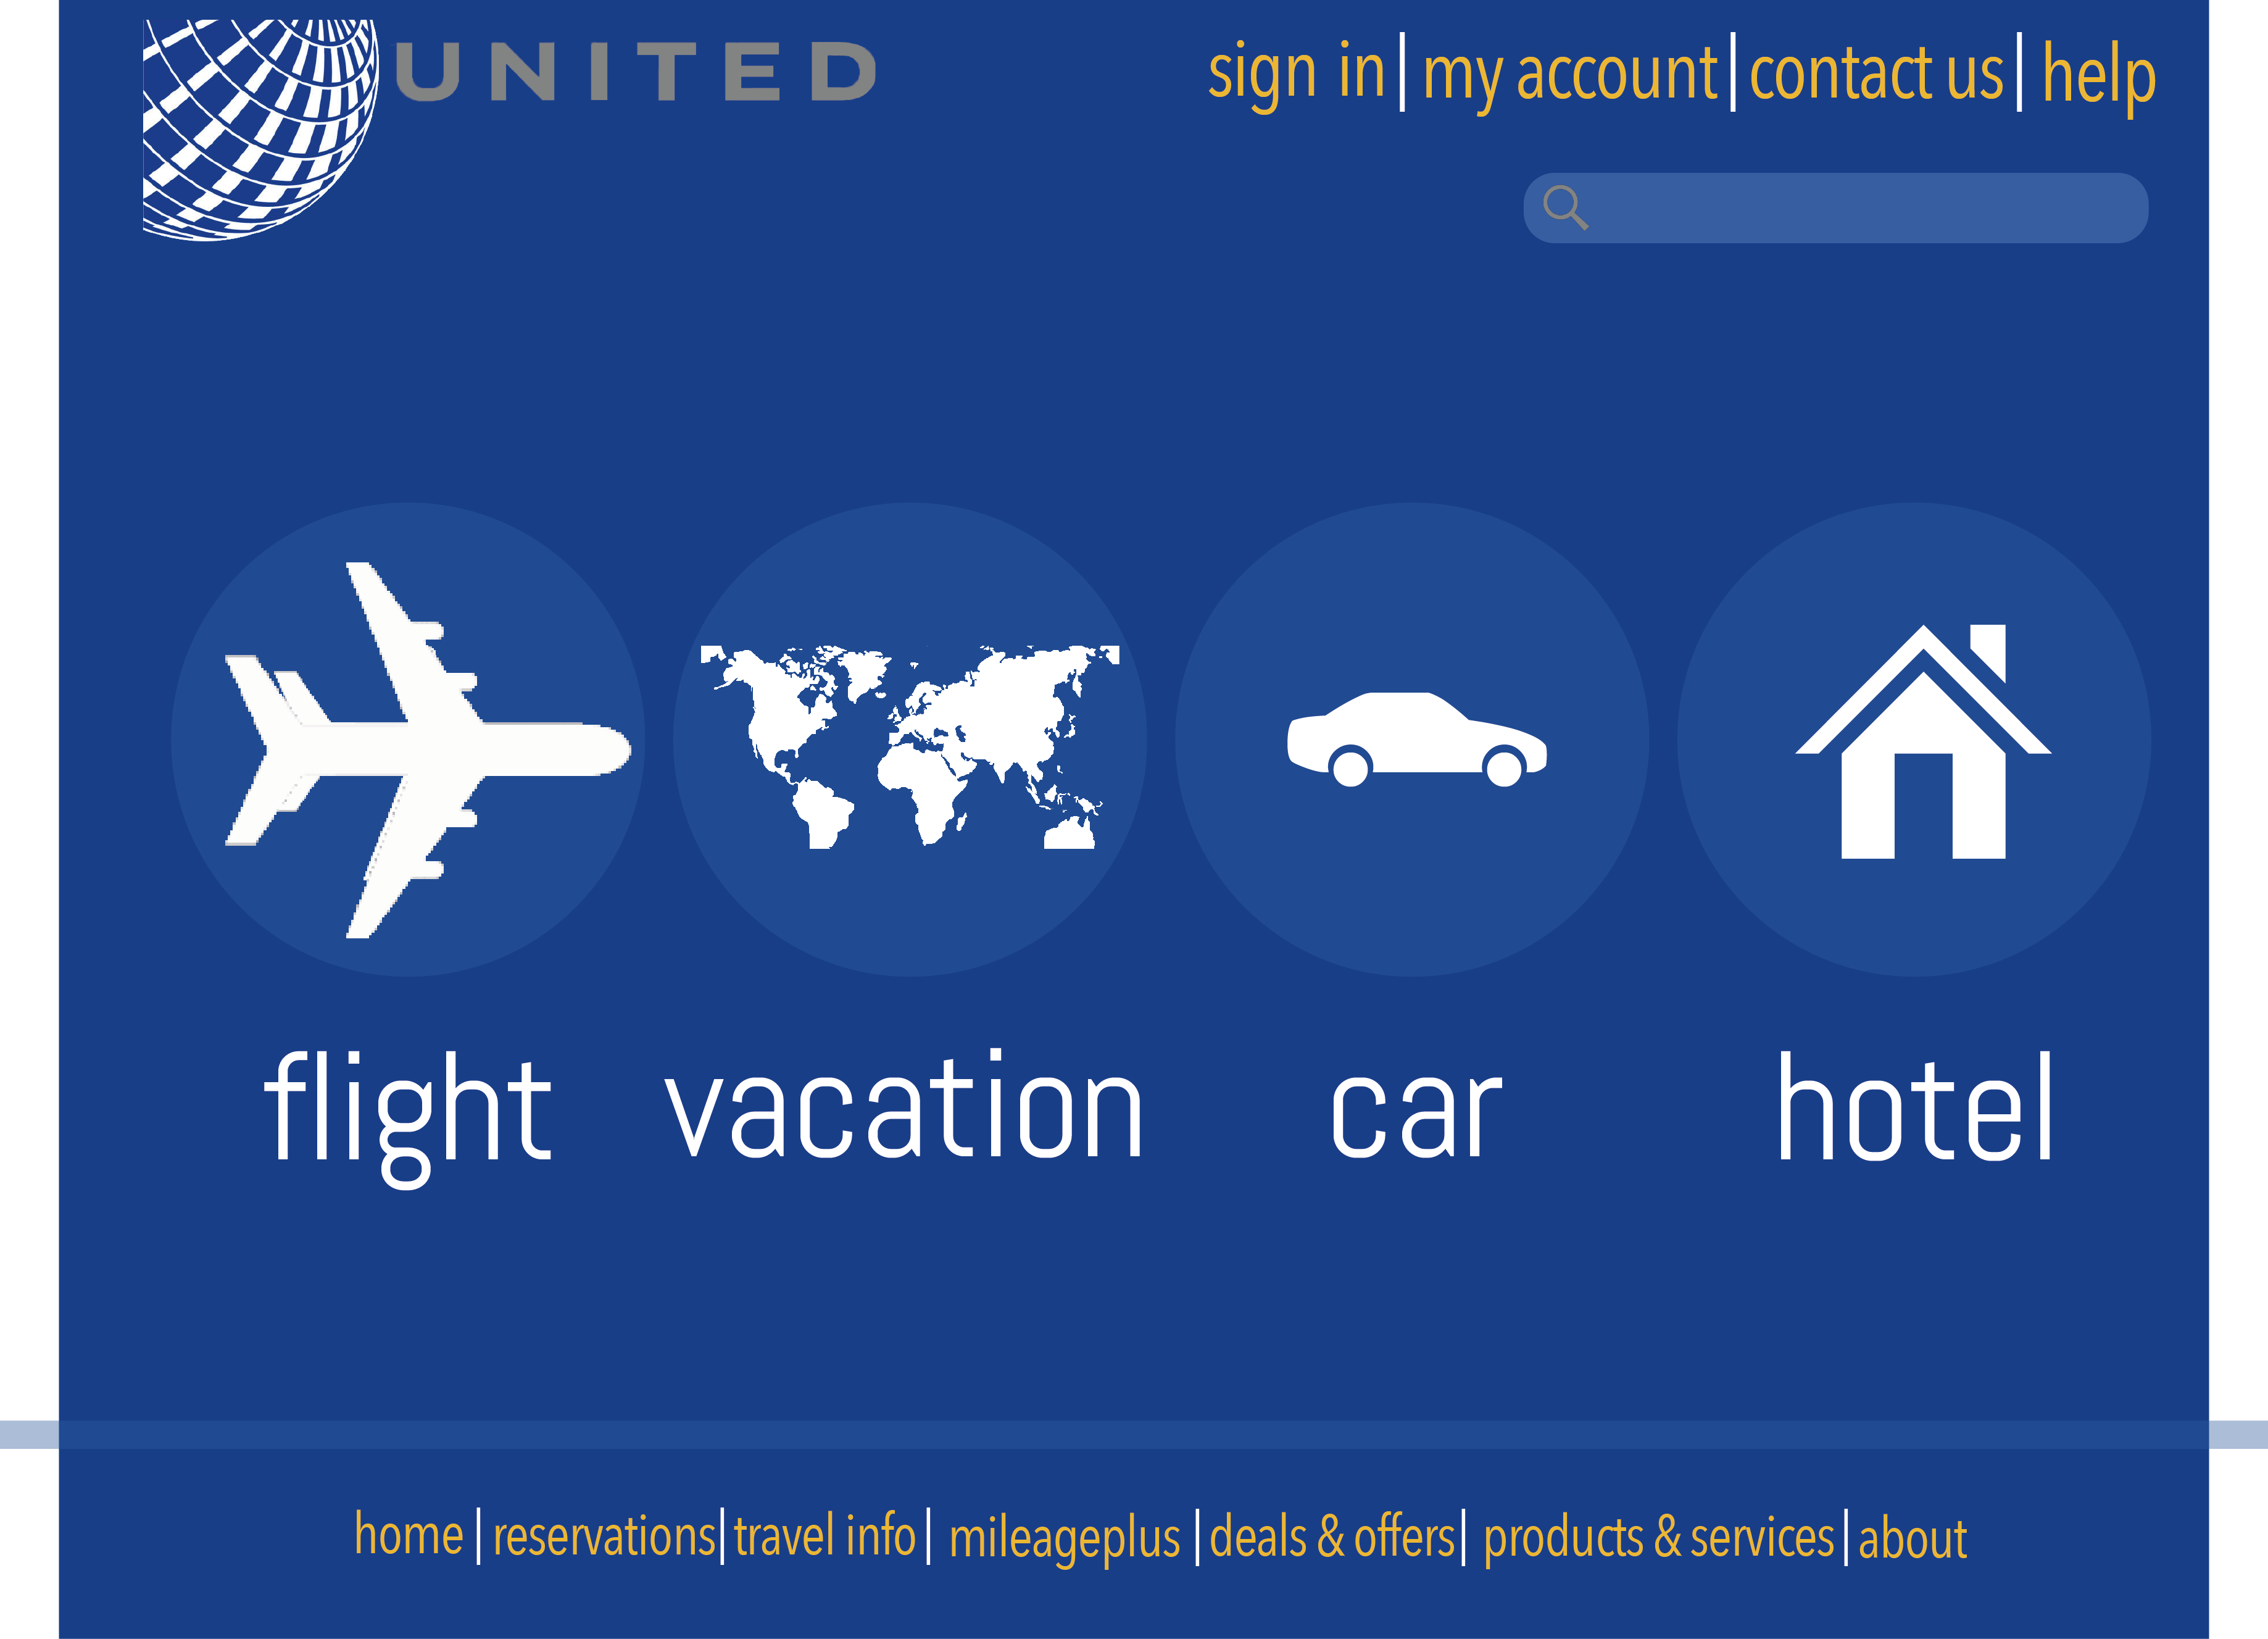 UNITED
sign in | my account | contact us | help
flight vacation car hotel
home | reservations | travel info | mileageplus | deals & offers | products & services | about